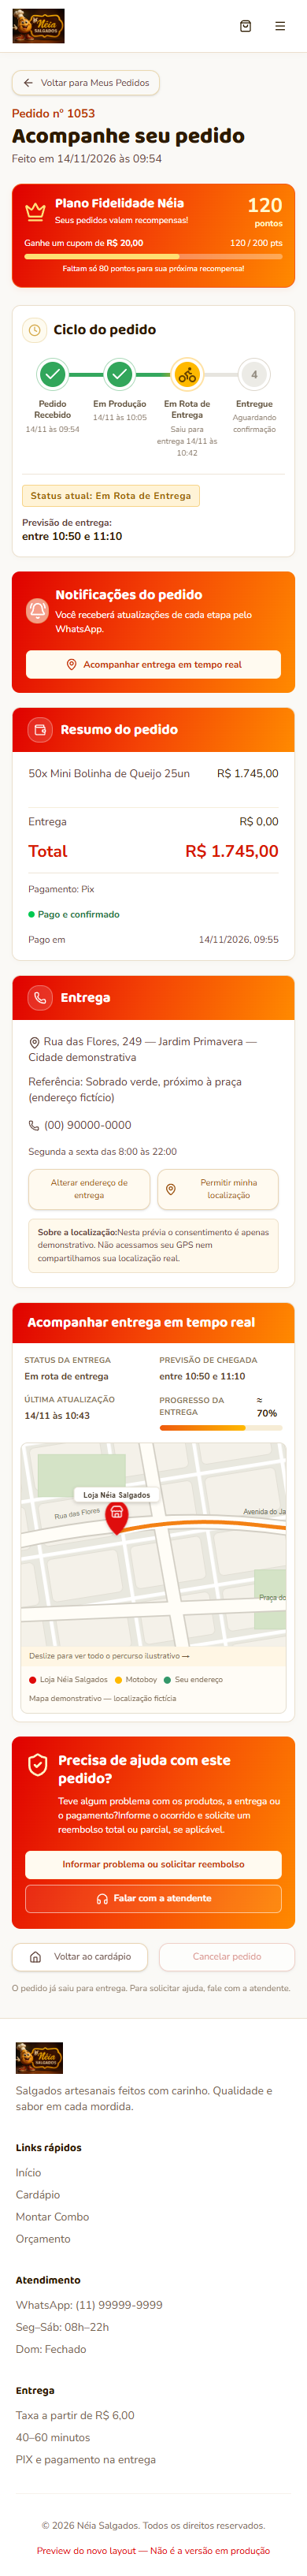 Néia
SALGADOS
Voltar para Meus Pedidos
Pedido nº 1053
Acompanhe seu pedido
Feito em 14/11/2026 às 09:54
Plano Fidelidade Néia
Seus pedidos valem recompensas!
120
pontos
Ganhe um cupom de R$ 20,00
120 / 200 pts
Faltam só 80 pontos para sua próxima recompensa!
Ciclo do pedido
4
Pedido
Recebido
14/11 às 09:54
Em Produção
14/11 às 10:05
Em Rota de
Entrega
Saiu para
entrega 14/11 às
10:42
Entregue
Aguardando
confirmação
Status atual: Em Rota de Entrega
Previsão de entrega:
entre 10:50 e 11:10
Notificações do pedido
Você receberá atualizações de cada etapa pelo
WhatsApp.
Acompanhar entrega em tempo real
Resumo do pedido
50x Mini Bolinha de Queijo 25un R$ 1.745,00
Entrega R$ 0,00
Total R$ 1.745,00
Pagamento: Pix
Pago e confirmado
Pago em 14/11/2026, 09:55
Entrega
Rua das Flores, 249 — Jardim Primavera —
Cidade demonstrativa
Referência: Sobrado verde, próximo à praça
(endereço fictício)
(00) 90000-0000
Segunda a sexta das 8:00 às 22:00
Alterar endereço de
entrega
Permitir minha
localização
Sobre a localização:Nesta prévia o consentimento é apenas
demonstrativo. Não acessamos seu GPS nem
compartilhamos sua localização real.
Acompanhar entrega em tempo real
STATUS DA ENTREGA
Em rota de entrega
PREVISÃO DE CHEGADA
entre 10:50 e 11:10
ÚLTIMA ATUALIZAÇÃO
14/11 às 10:43
PROGRESSO DA
ENTREGA
≈
70%
Loja Néia Salgados
Rua das Flores
Avenida do Ja
Praça do
Deslize para ver todo o percurso ilustrativo →
Loja Néia Salgados Motoboy Seu endereço
Mapa demonstrativo — localização fictícia
Precisa de ajuda com este
pedido?
Teve algum problema com os produtos, a entrega ou
o pagamento?Informe o ocorrido e solicite um
reembolso total ou parcial, se aplicável.
Informar problema ou solicitar reembolso
Falar com a atendente
Voltar ao cardápio
Cancelar pedido
O pedido já saiu para entrega. Para solicitar ajuda, fale com a atendente.
Néia
SALGADOS
Salgados artesanais feitos com carinho. Qualidade e
sabor em cada mordida.
Links rápidos
Início
Cardápio
Montar Combo
Orçamento
Atendimento
WhatsApp: (11) 99999-9999
Seg–Sáb: 08h–22h
Dom: Fechado
Entrega
Taxa a partir de R$ 6,00
40–60 minutos
PIX e pagamento na entrega
© 2026 Néia Salgados. Todos os direitos reservados.
Preview do novo layout — Não é a versão em produção